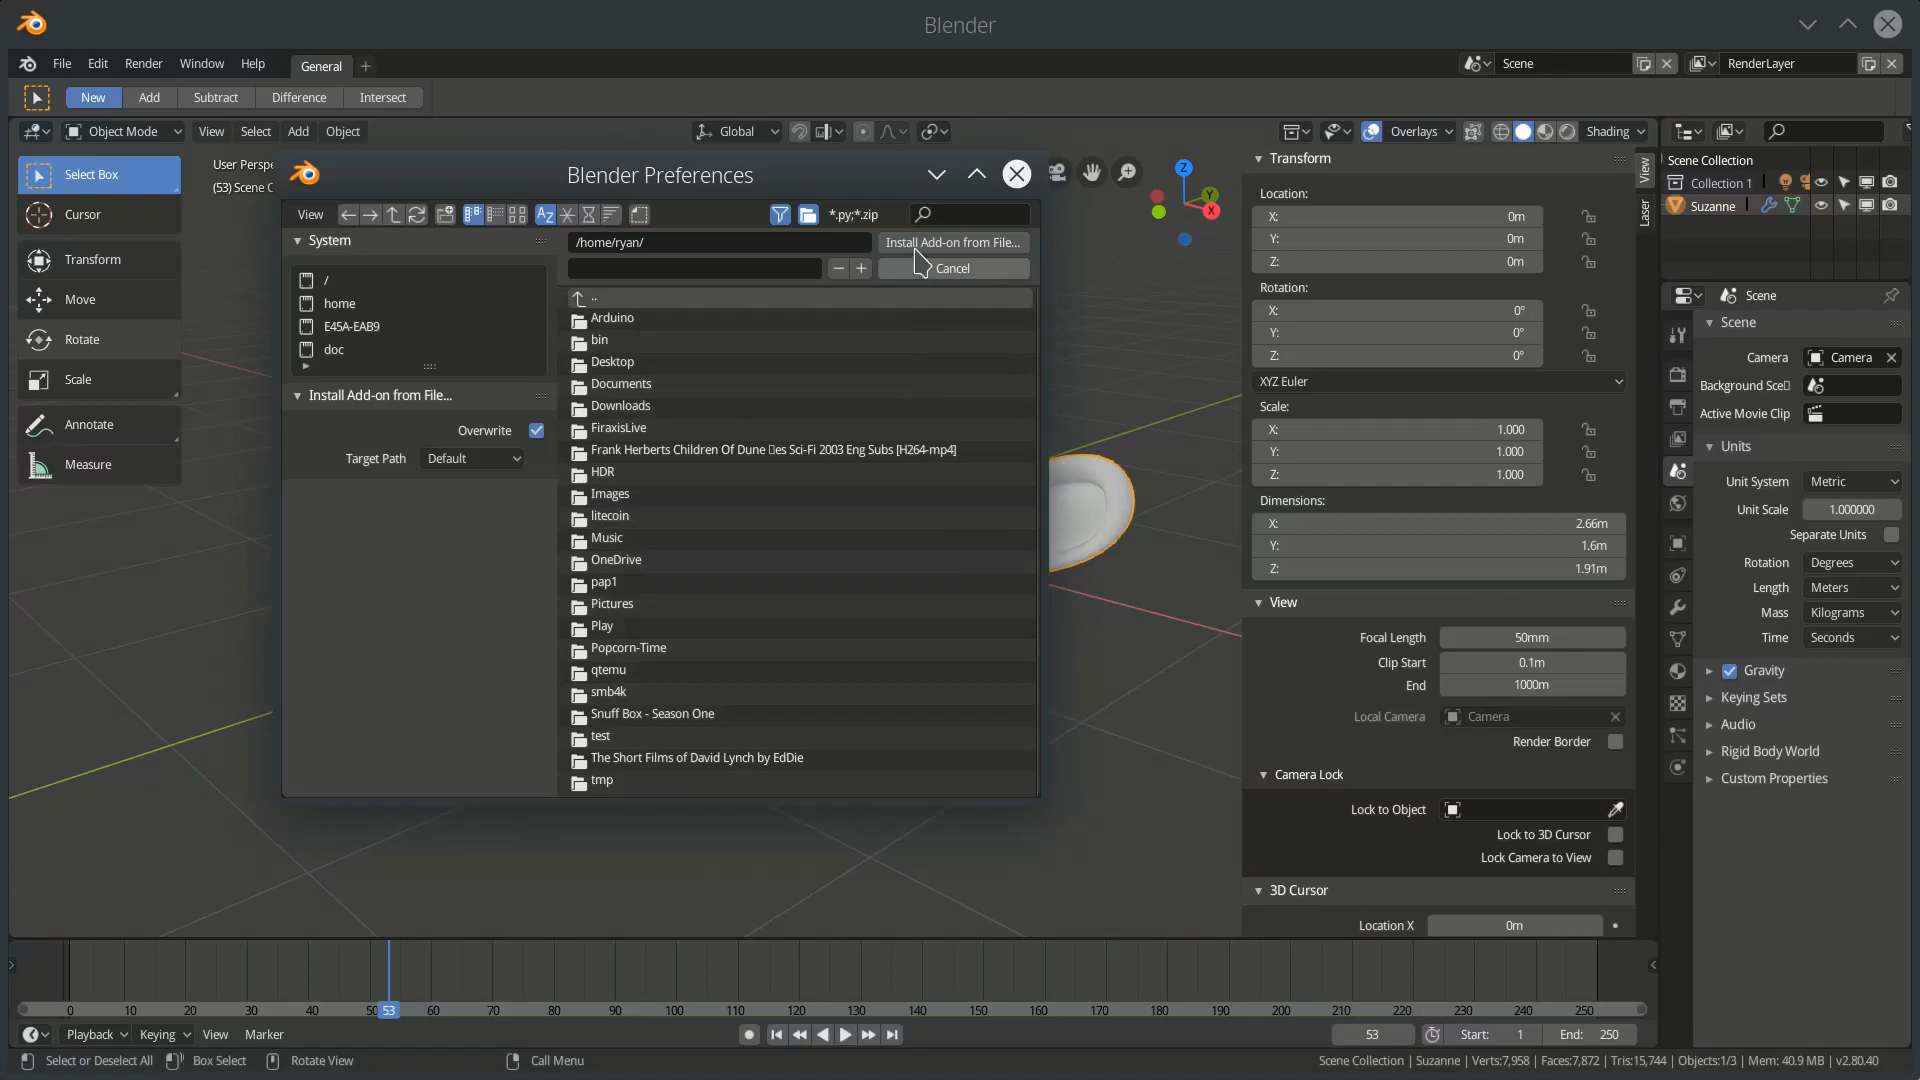 Blender
File Edit Render Window Help General +
Scene
RenderLayer
New Add Subtract Difference Intersect
Object Mode View Select Add Object
Global
Overlays
Shading
Select Box
Cursor
Transform
Move
Rotate
Scale
Annotate
Measure
User Perspe
(53) Scene C
Blender Preferences
View
*.py;*.zip
System
/
home
E45A-EAB9
doc
Install Add-on from File...
Overwrite
Target Path Default
/home/ryan/
Install Add-on from File...
Cancel
..
Arduino
bin
Desktop
Documents
Downloads
FiraxisLive
Frank Herberts Children Of Dune ▯es Sci-Fi 2003 Eng Subs [H264-mp4]
HDR
Images
litecoin
Music
OneDrive
pap1
Pictures
Play
Popcorn-Time
qtemu
smb4k
Snuff Box - Season One
test
The Short Films of David Lynch by EdDie
tmp
Z
Y
X
Transform
Location:
X: 0m
Y: 0m
Z: 0m
Rotation:
X: 0°
Y: 0°
Z: 0°
XYZ Euler
Scale:
X: 1.000
Y: 1.000
Z: 1.000
Dimensions:
X: 2.66m
Y: 1.6m
Z: 1.91m
View
Focal Length 50mm
Clip Start 0.1m
End 1000m
Local Camera Camera
Render Border
Camera Lock
Lock to Object
Lock to 3D Cursor
Lock Camera to View
3D Cursor
Location X 0m
View
Laser
Scene Collection
Collection 1
Suzanne
Scene
Scene
Camera Camera
Background Sce▯
Active Movie Clip
Units
Unit System Metric
Unit Scale 1.000000
Separate Units
Rotation Degrees
Length Meters
Mass Kilograms
Time Seconds
Gravity
Keying Sets
Audio
Rigid Body World
Custom Properties
0 10 20 30 40 50 53 60 70 80 90 100 110 120 130 140 150 160 170 180 190 200 210 220 230 240 250
Playback Keying View Marker
53
Start: 1
End: 250
Select or Deselect All
Box Select
Rotate View
Call Menu
Scene Collection | Suzanne | Verts:7,958 | Faces:7,872 | Tris:15,744 | Objects:1/3 | Mem: 40.9 MB | v2.80.40